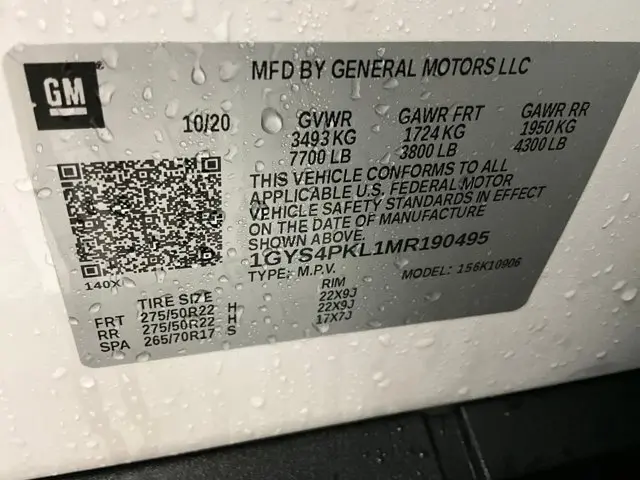 GM
MFD BY GENERAL MOTORS LLC
10/20 GVWR GAWR FRT GAWR RR
3493 KG 1724 KG 1950 KG
7700 LB 3800 LB 4300 LB
THIS VEHICLE CONFORMS TO ALL
APPLICABLE U.S. FEDERAL MOTOR
VEHICLE SAFETY STANDARDS IN EFFECT
ON THE DATE OF MANUFACTURE
SHOWN ABOVE.
1GYS4PKL1MR190495
TYPE: M.P.V. MODEL: 156K10906
140X
TIRE SIZE RIM
FRT 275/50R22 H 22X9J
RR 275/50R22 H 22X9J
SPA 265/70R17 S 17X7J